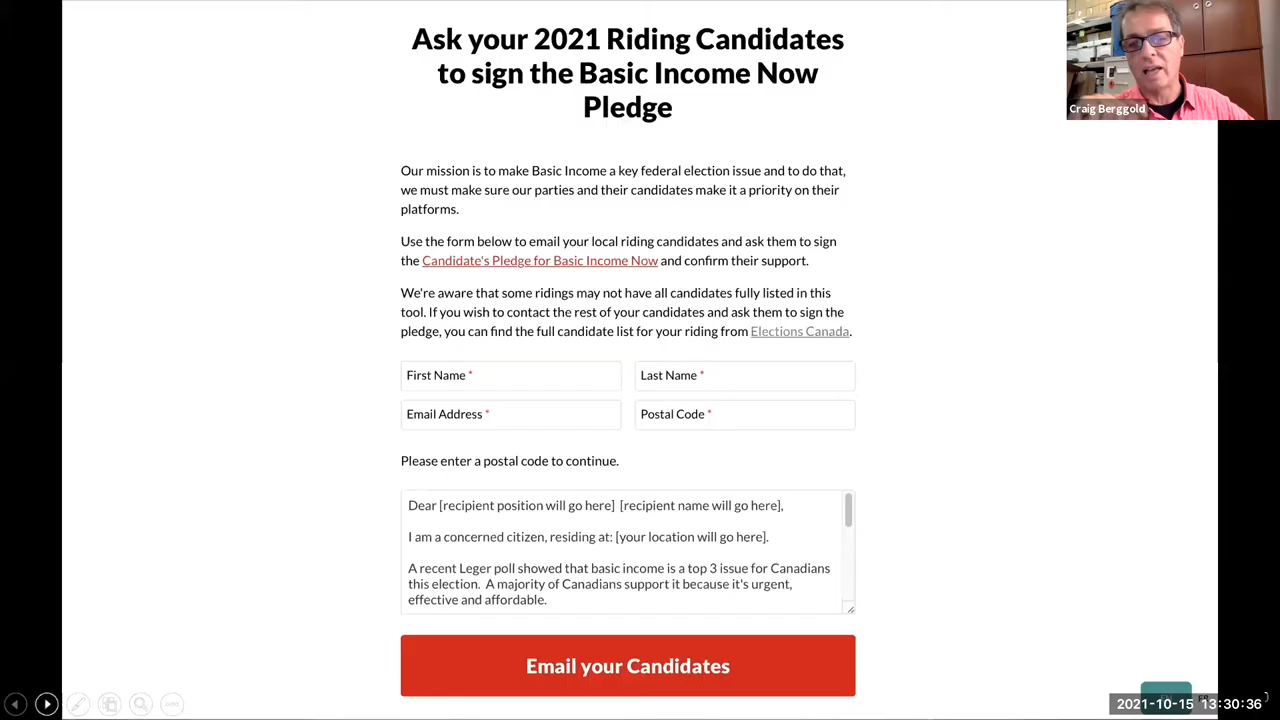 Ask your 2021 Riding Candidates
to sign the Basic Income Now
Pledge
Craig Berggold
Our mission is to make Basic Income a key federal election issue and to do that,
we must make sure our parties and their candidates make it a priority on their
platforms.
Use the form below to email your local riding candidates and ask them to sign
the Candidate's Pledge for Basic Income Now and confirm their support.
We're aware that some ridings may not have all candidates fully listed in this
tool. If you wish to contact the rest of your candidates and ask them to sign the
pledge, you can find the full candidate list for your riding from Elections Canada.
First Name * Last Name *
Email Address * Postal Code *
Please enter a postal code to continue.
Dear [recipient position will go here]  [recipient name will go here],
I am a concerned citizen, residing at: [your location will go here].
A recent Leger poll showed that basic income is a top 3 issue for Canadians
this election.  A majority of Canadians support it because it's urgent,
effective and affordable.
Email your Candidates
2021-10-15 13:30:36